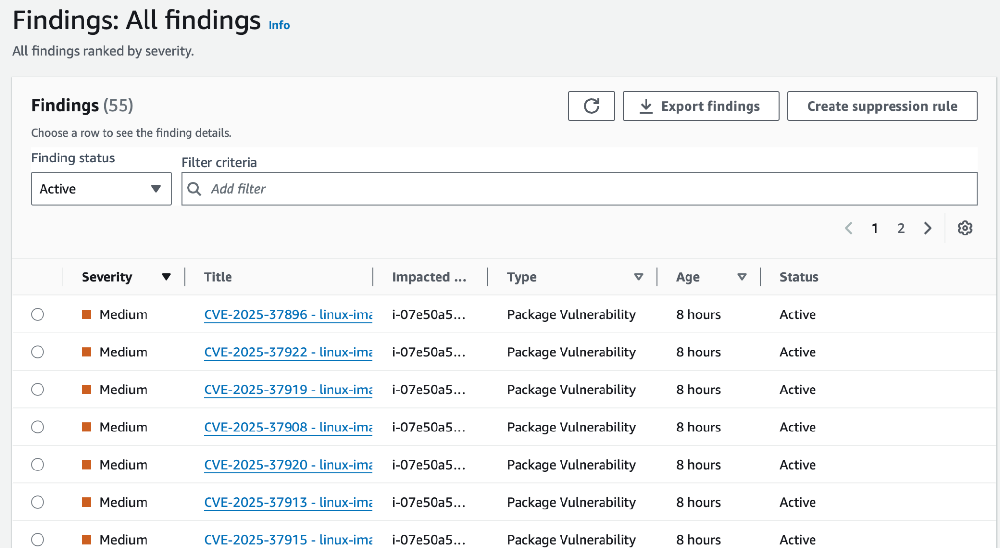 Findings: All findings Info
All findings ranked by severity.
Findings (55)
Export findings
Create suppression rule
Choose a row to see the finding details.
Finding status
Filter criteria
Active
Add filter
1 2
Severity Title Impacted ... Type Age Status
Medium CVE-2025-37896 - linux-ima i-07e50a5... Package Vulnerability 8 hours Active
Medium CVE-2025-37922 - linux-ima i-07e50a5... Package Vulnerability 8 hours Active
Medium CVE-2025-37919 - linux-ima i-07e50a5... Package Vulnerability 8 hours Active
Medium CVE-2025-37908 - linux-ima i-07e50a5... Package Vulnerability 8 hours Active
Medium CVE-2025-37920 - linux-ima i-07e50a5... Package Vulnerability 8 hours Active
Medium CVE-2025-37913 - linux-ima i-07e50a5... Package Vulnerability 8 hours Active
Medium CVE-2025-37915 - linux-ima i-07e50a5... Package Vulnerability 8 hours Active